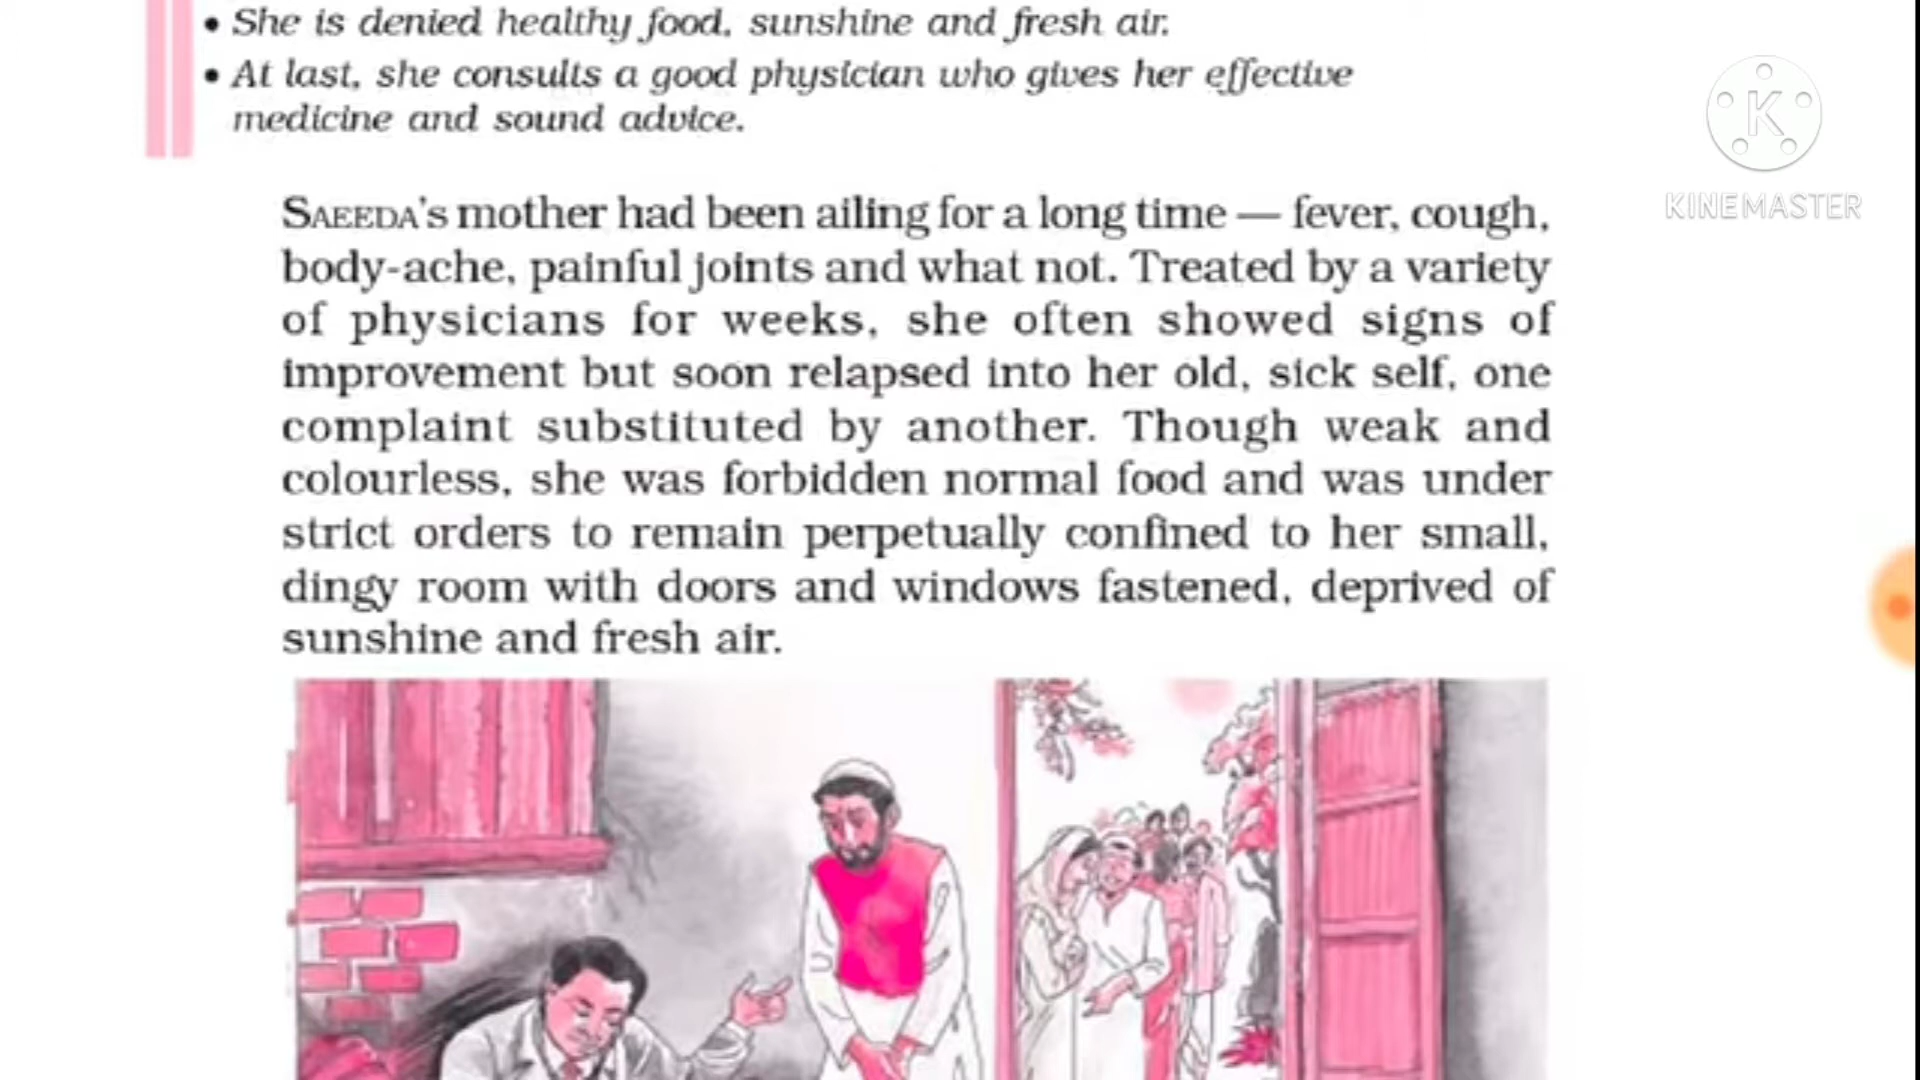 • She is denied healthy food, sunshine and fresh air.
• At last, she consults a good physician who gives her effective
medicine and sound advice.
SAEEDA's mother had been ailing for a long time — fever, cough,
body-ache, painful joints and what not. Treated by a variety
of physicians for weeks, she often showed signs of
improvement but soon relapsed into her old, sick self, one
complaint substituted by another. Though weak and
colourless, she was forbidden normal food and was under
strict orders to remain perpetually confined to her small,
dingy room with doors and windows fastened, deprived of
sunshine and fresh air.
K
KINEMASTER